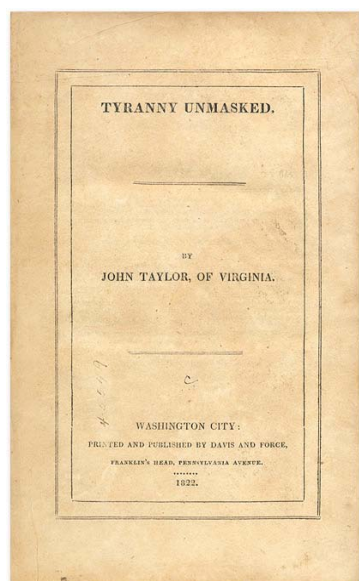 TYRANNY UNMASKED.
BY
JOHN TAYLOR, OF VIRGINIA.
WASHINGTON CITY:
PRINTED AND PUBLISHED BY DAVIS AND FORCE,
FRANKLIN'S HEAD, PENNSYLVANIA AVENUE.
1822.